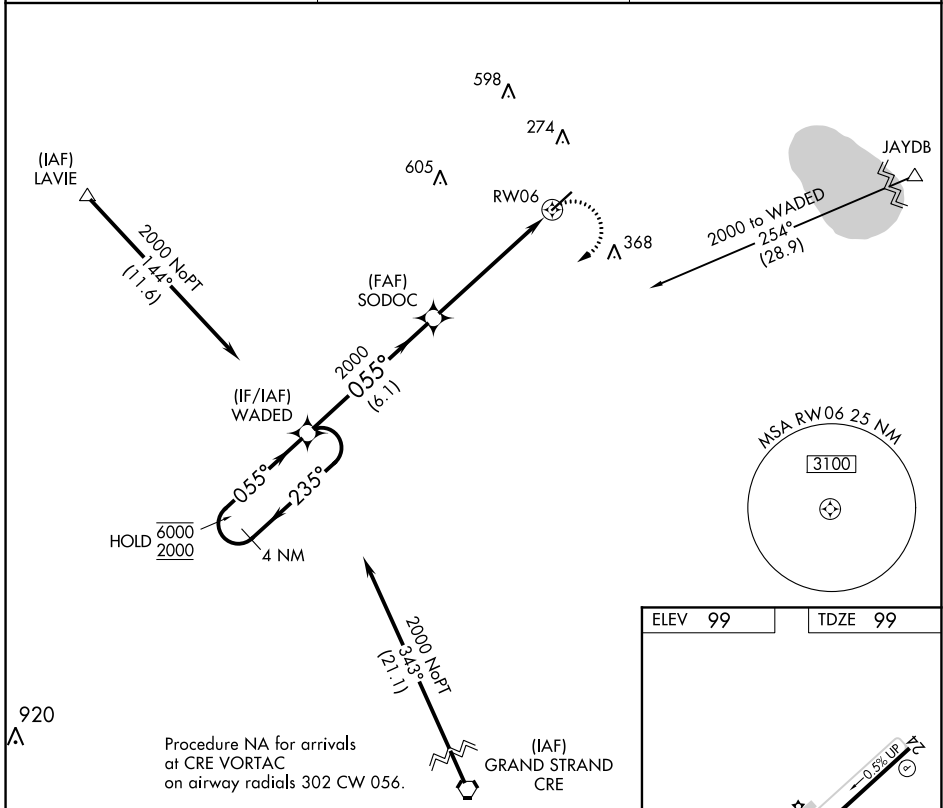 598
274
605
(IAF)
LAVIE
RW06
JAYDB
2000 to WADED
254°
(28.9)
368
2000 NoPT
144°
(11.6)
(FAF)
SODOC
2000
055°
(6.1)
(IF/IAF)
WADED
MSA RW06 25 NM
3100
055°
235°
HOLD 6000
2000
4 NM
ELEV 99
TDZE 99
2000 NoPT
343°
(21.1)
920
Procedure NA for arrivals
at CRE VORTAC
on airway radials 302 CW 056.
(IAF)
GRAND STRAND
CRE
24
0.5% UP
P